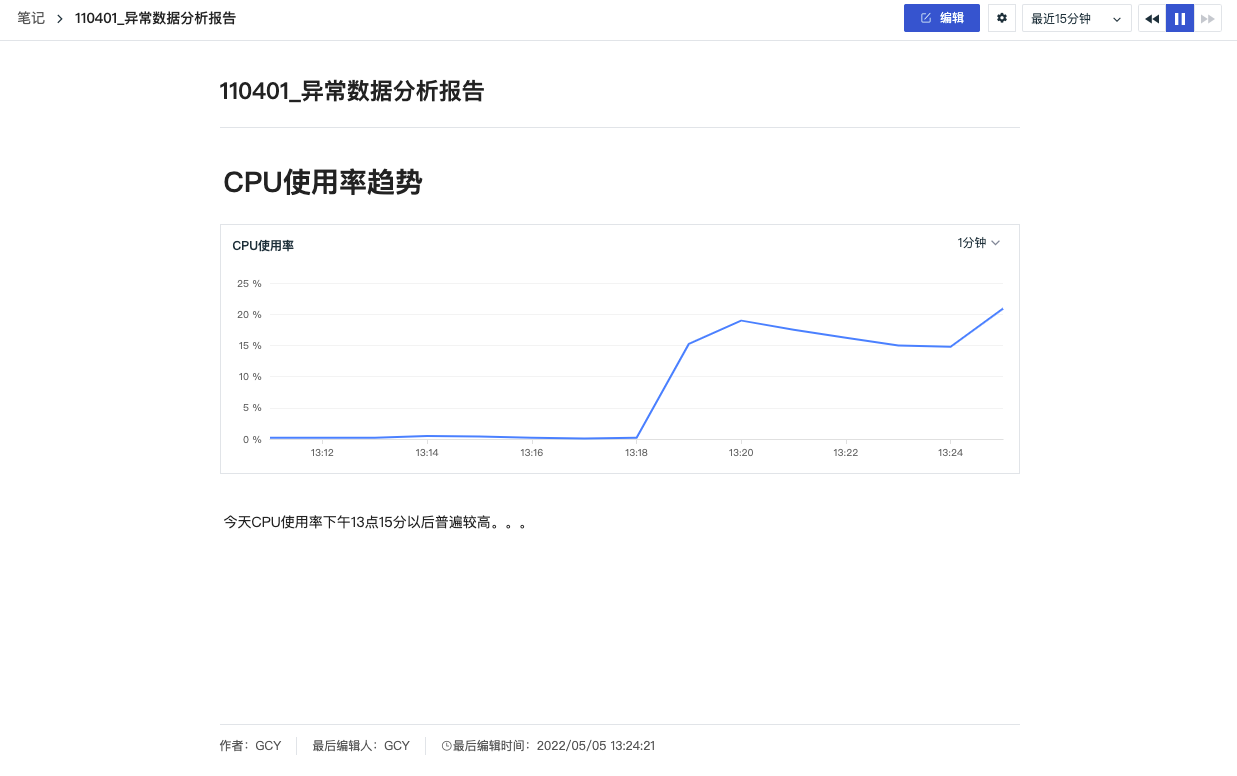 笔记 > 110401_异常数据分析报告
编辑
最近15分钟
110401_异常数据分析报告
CPU使用率趋势
CPU使用率
1分钟
25 %
20 %
15 %
10 %
5 %
0 %
13:12 13:14 13:16 13:18 13:20 13:22 13:24
今天CPU使用率下午13点15分以后普遍较高。。。
作者：GCY 最后编辑人：GCY 最后编辑时间：2022/05/05 13:24:21